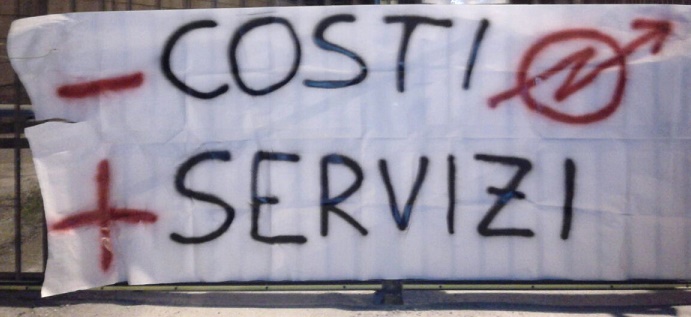 - COSTI
+ SERVIZI